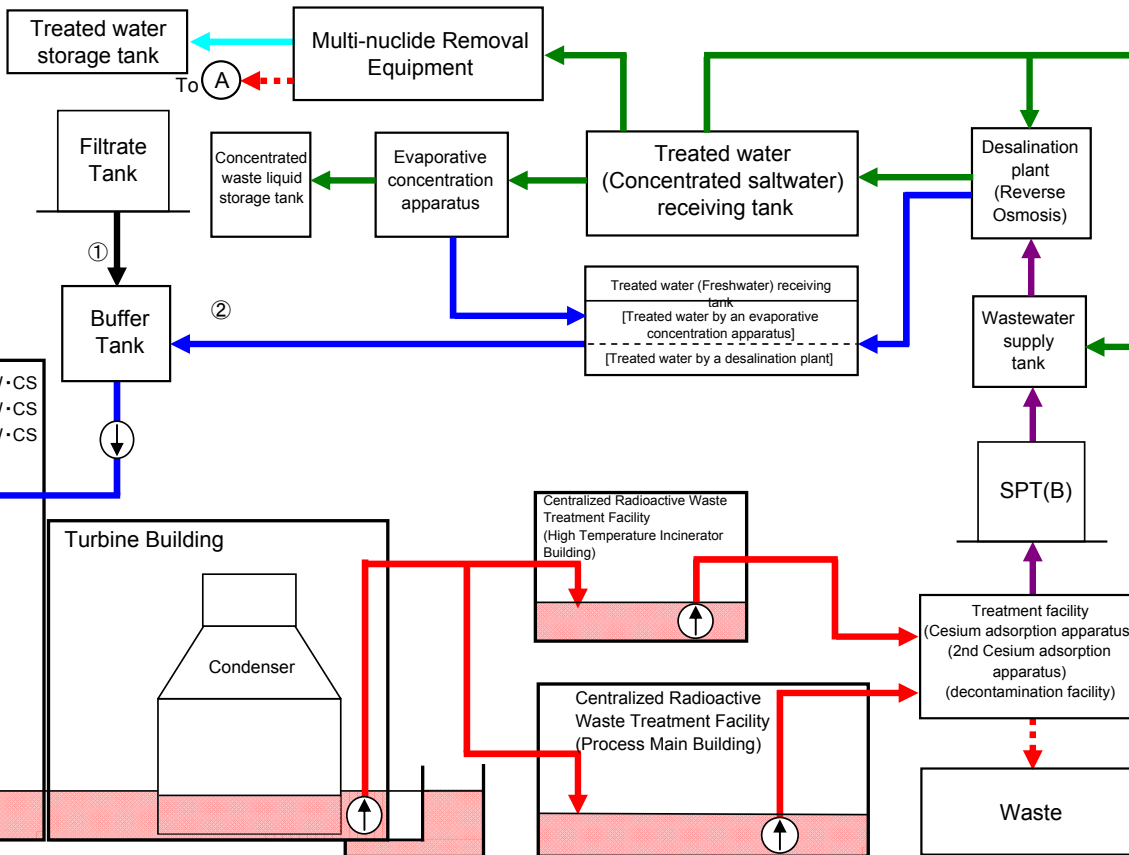 Treated water
storage tank
Multi-nuclide Removal
Equipment
To A
Filtrate
Tank
Concentrated
waste liquid
storage tank
Evaporative
concentration
apparatus
Treated water
(Concentrated saltwater)
receiving tank
Desalination
plant
(Reverse
Osmosis)
①
②
Buffer
Tank
Treated water (Freshwater) receiving
tank
[Treated water by an evaporative
concentration apparatus]
[Treated water by a desalination plant]
Wastewater
supply
tank
・CS
・CS
・CS
SPT(B)
Turbine Building
Condenser
Centralized Radioactive Waste
Treatment Facility
(High Temperature Incinerator
Building)
Centralized Radioactive
Waste Treatment Facility
(Process Main Building)
Treatment facility
(Cesium adsorption apparatus
(2nd Cesium adsorption
apparatus)
(decontamination facility)
Waste